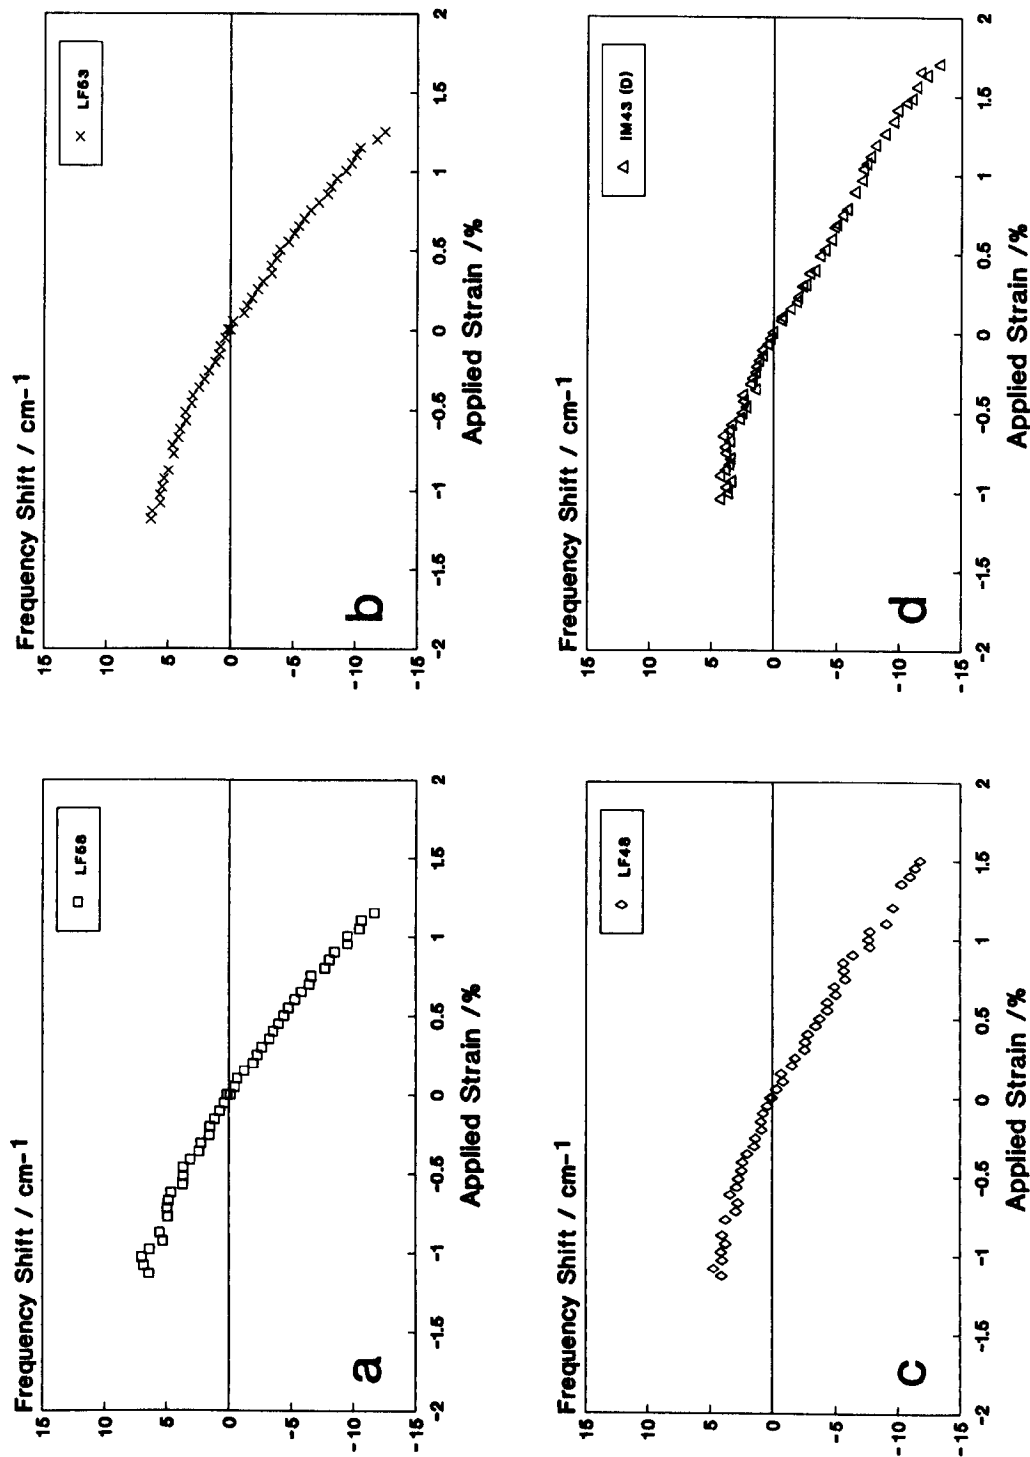 Frequency Shift / cm-1
15
10
5
0
-5
-10
-15
□ LF58
a
-2 -1.5 -1 -0.5 0 0.5 1 1.5 2
Applied Strain /%
Frequency Shift / cm-1
15
10
5
0
-5
-10
-15
× LF53
b
-2 -1.5 -1 -0.5 0 0.5 1 1.5 2
Applied Strain /%
Frequency Shift / cm-1
15
10
5
0
-5
-10
-15
◇ LF48
c
-2 -1.5 -1 -0.5 0 0.5 1 1.5 2
Applied Strain /%
Frequency Shift / cm-1
15
10
5
0
-5
-10
-15
△ IM43 (D)
d
-2 -1.5 -1 -0.5 0 0.5 1 1.5 2
Applied Strain /%